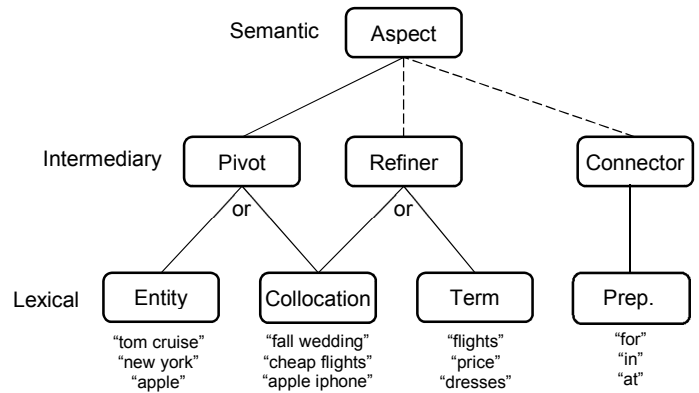 Semantic Aspect
Intermediary Pivot Refiner Connector
or or
Lexical Entity Collocation Term Prep.
“tom cruise” “fall wedding” “flights” “for”
“new york” “cheap flights” “price” “in”
“apple” “apple iphone” “dresses” “at”